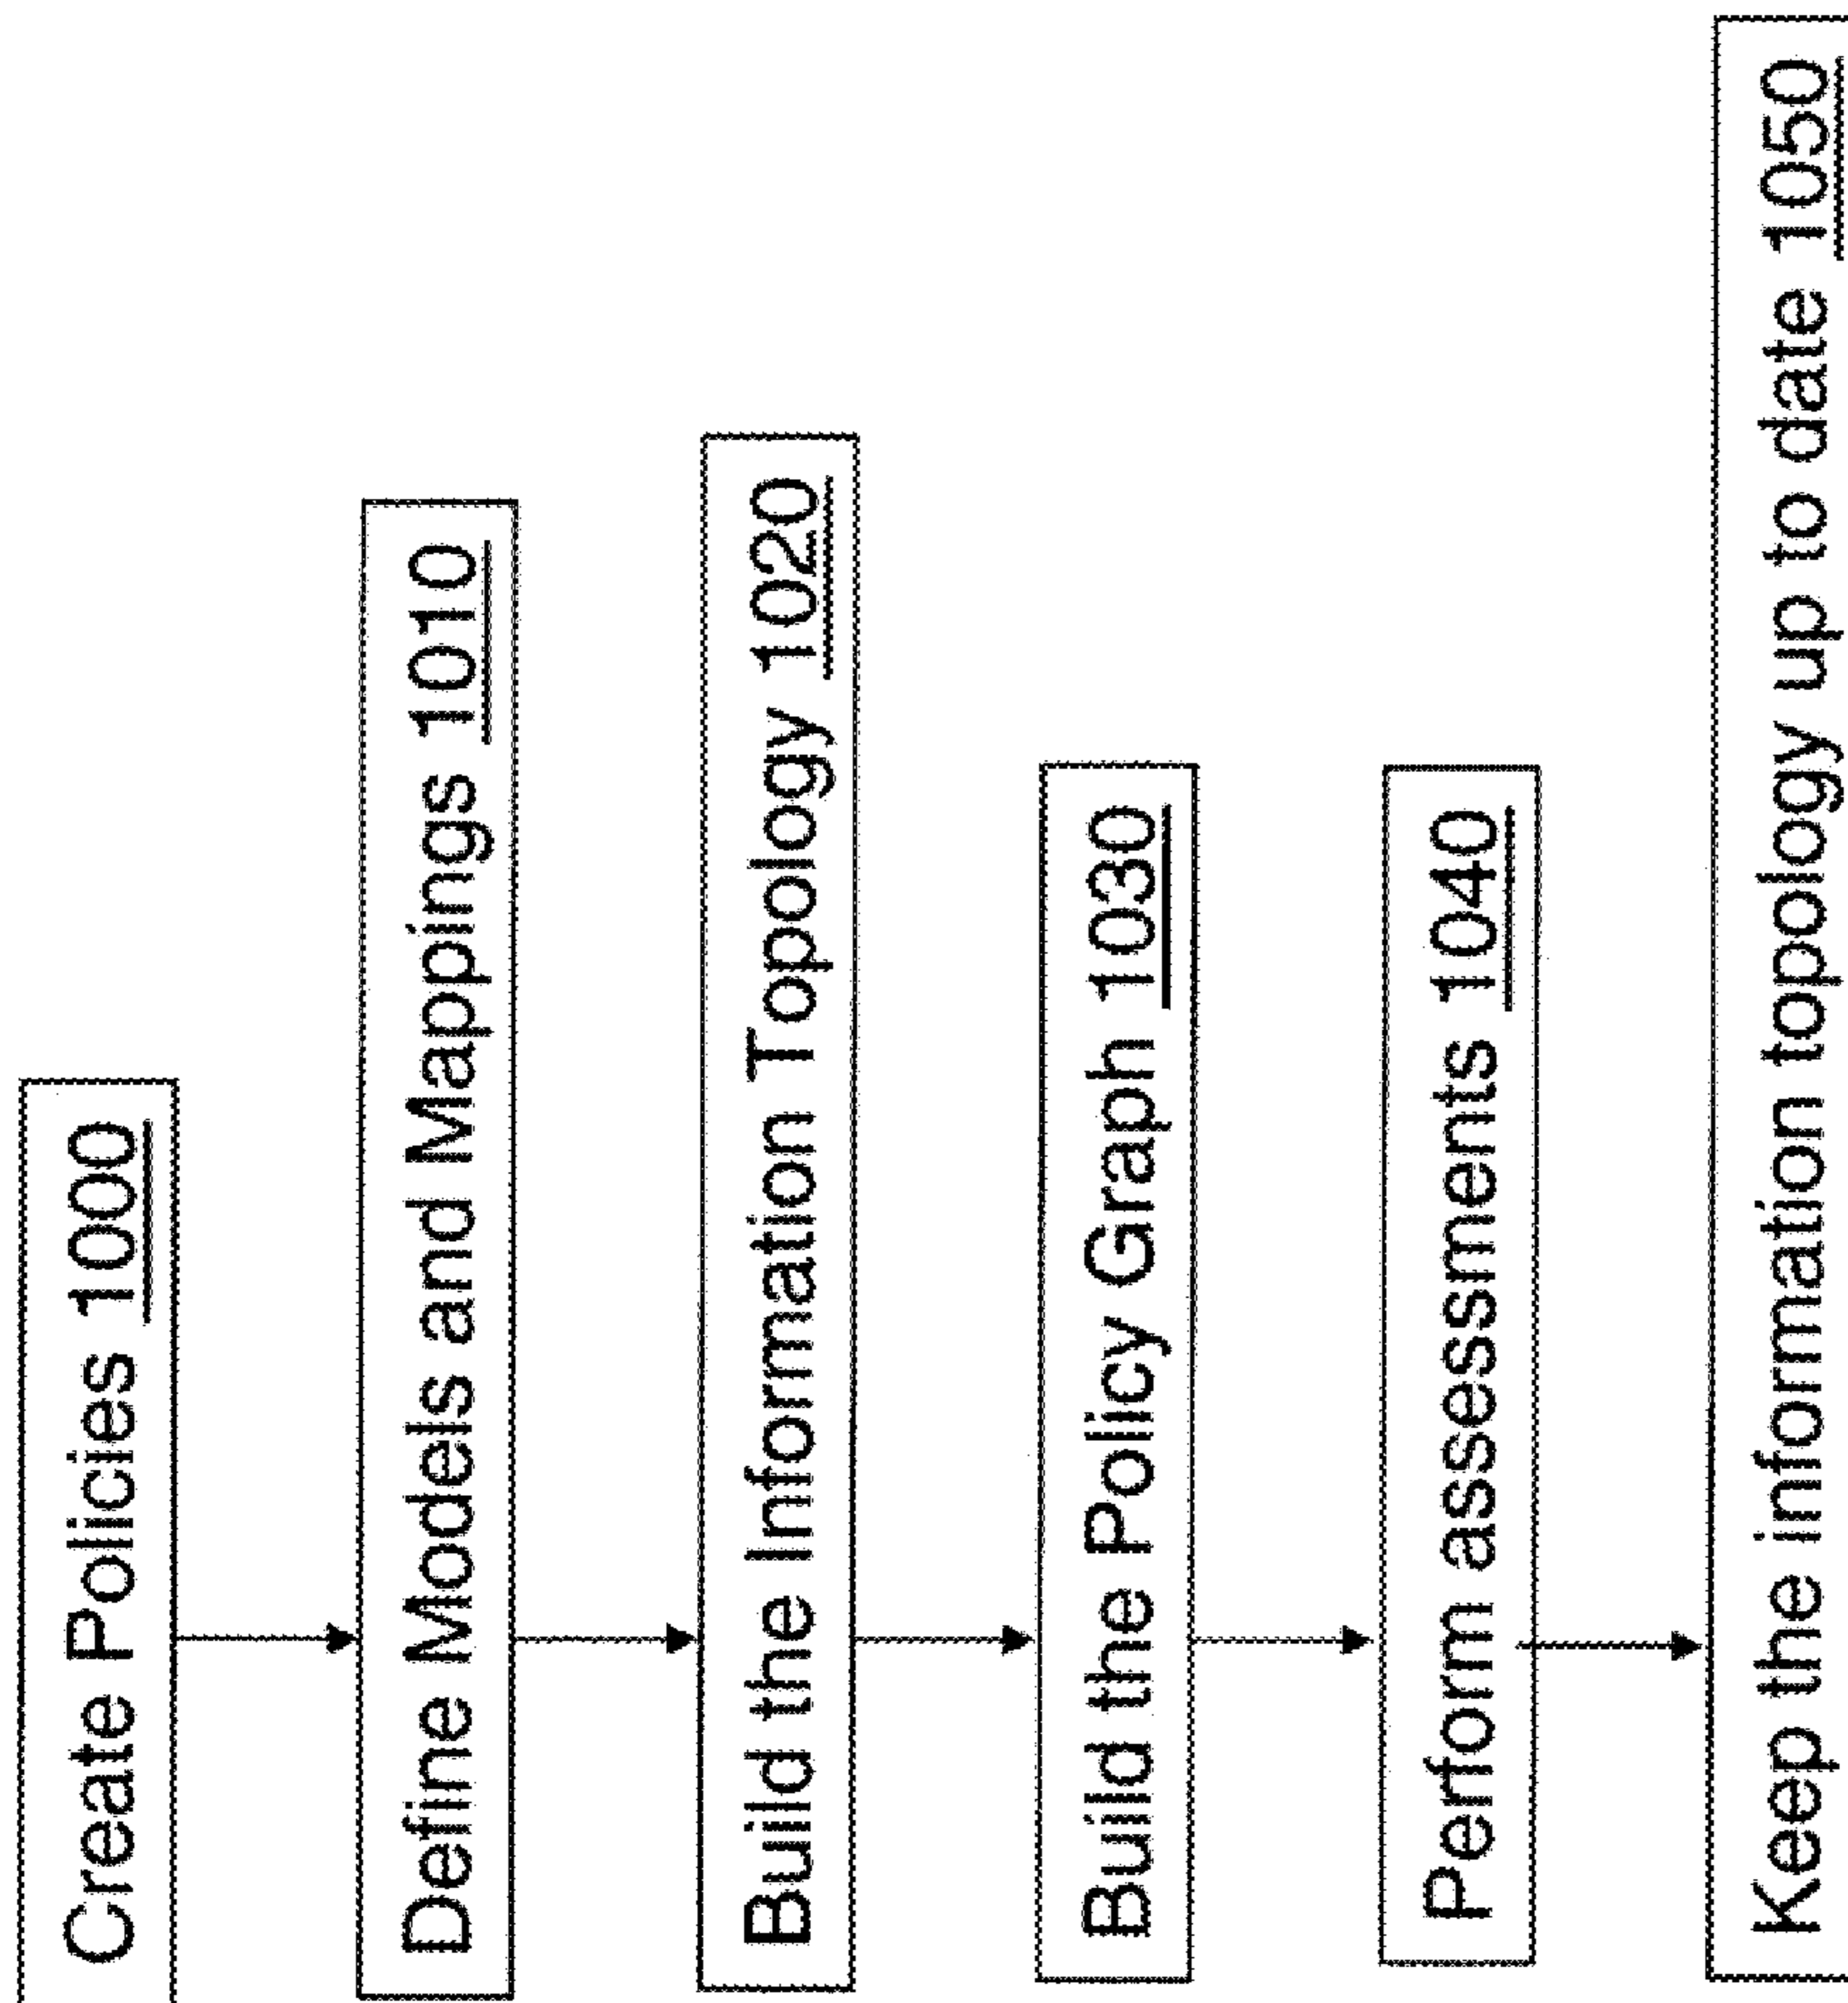 Create Policies 1000
Define Models and Mappings 1010
Build the Information Topology 1020
Build the Policy Graph 1030
Perform assessments 1040
Keep the information topology up to date 1050